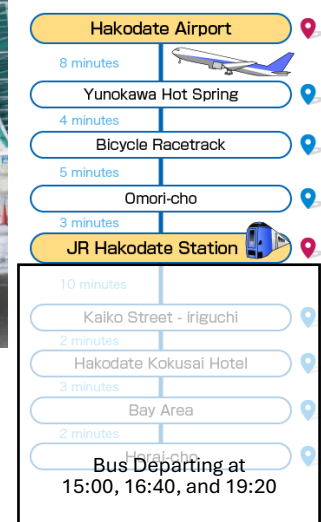 Hakodate Airport
8 minutes
Yunokawa Hot Spring
4 minutes
Bicycle Racetrack
5 minutes
Omori-cho
3 minutes
JR Hakodate Station
10 minutes
Kaiko Street - iriguchi
2 minutes
Hakodate Kokusai Hotel
3 minutes
Bay Area
2 minutes
Horai-cho
Bus Departing at
15:00, 16:40, and 19:20